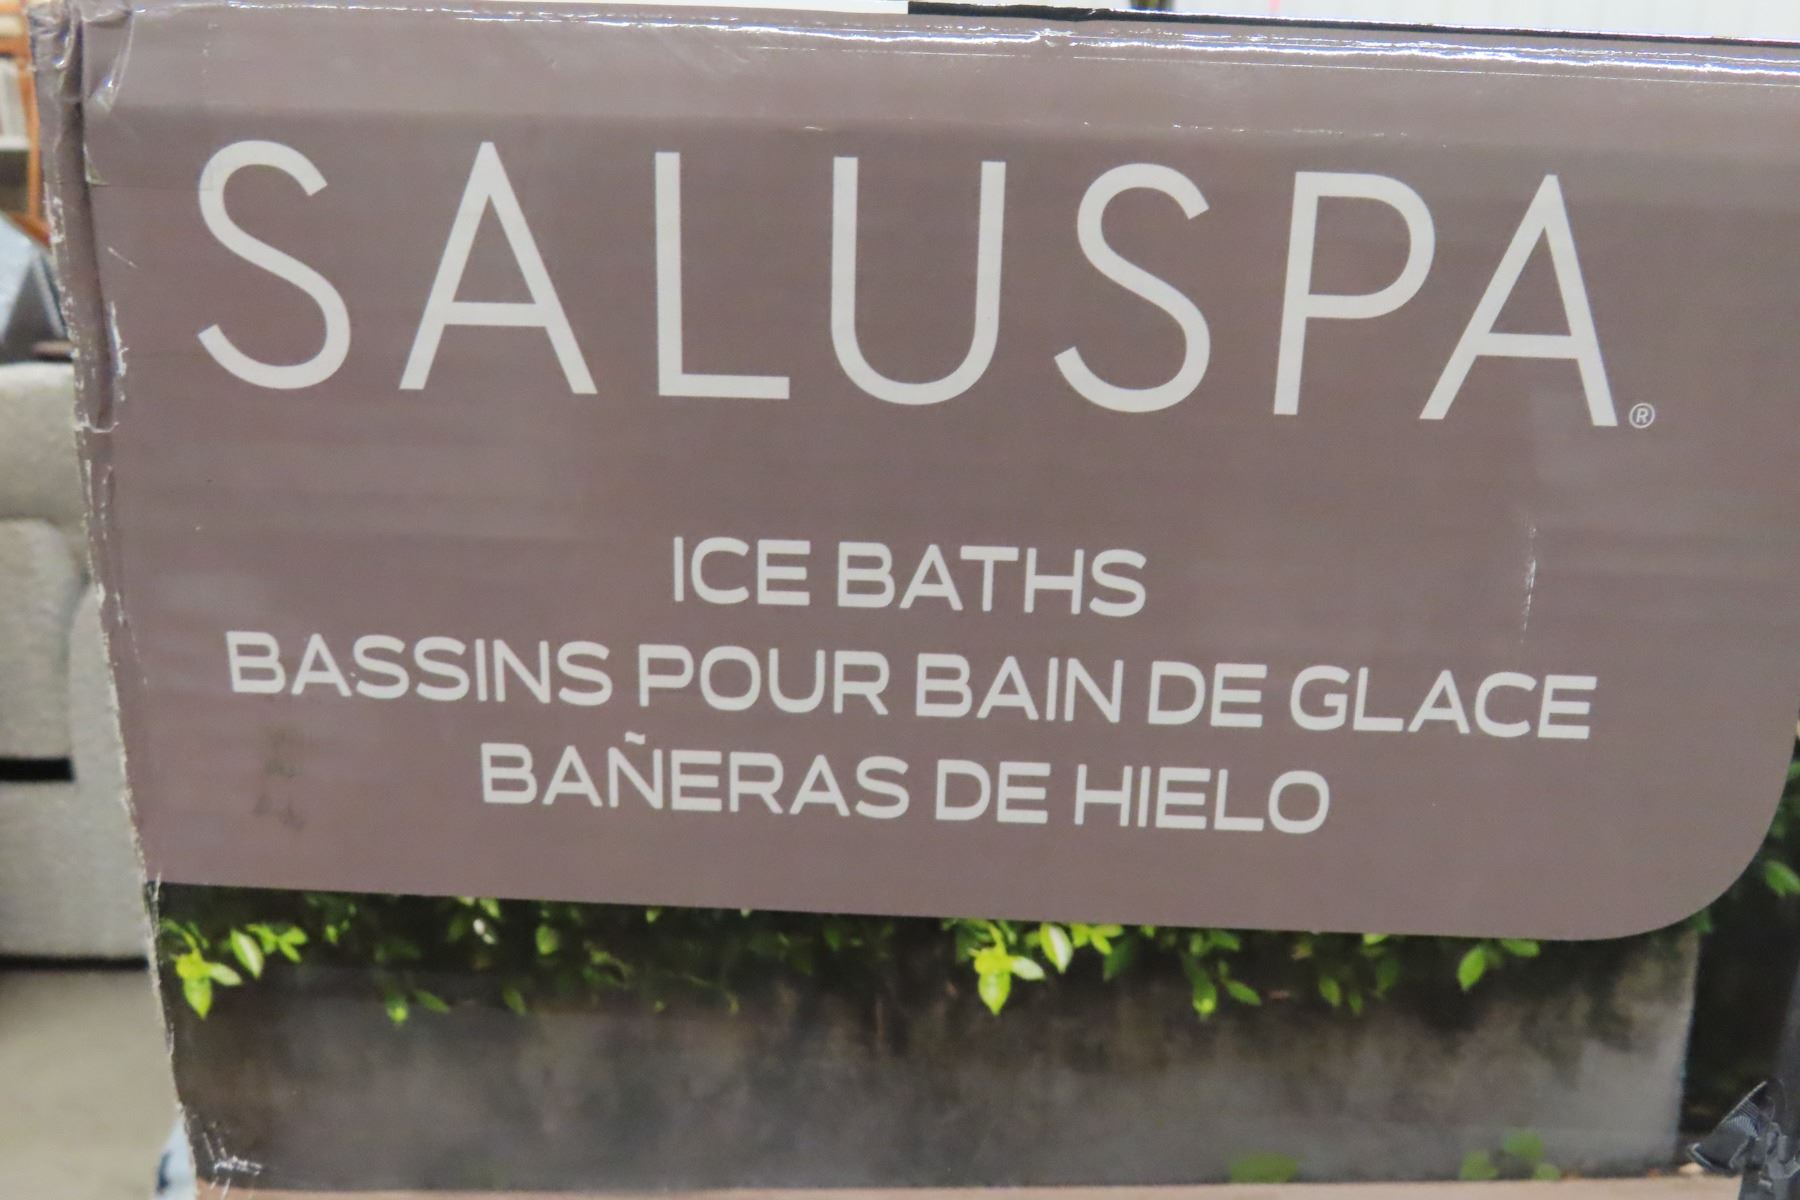 SALUSPA®
ICE BATHS
BASSINS POUR BAIN DE GLACE
BAÑERAS DE HIELO